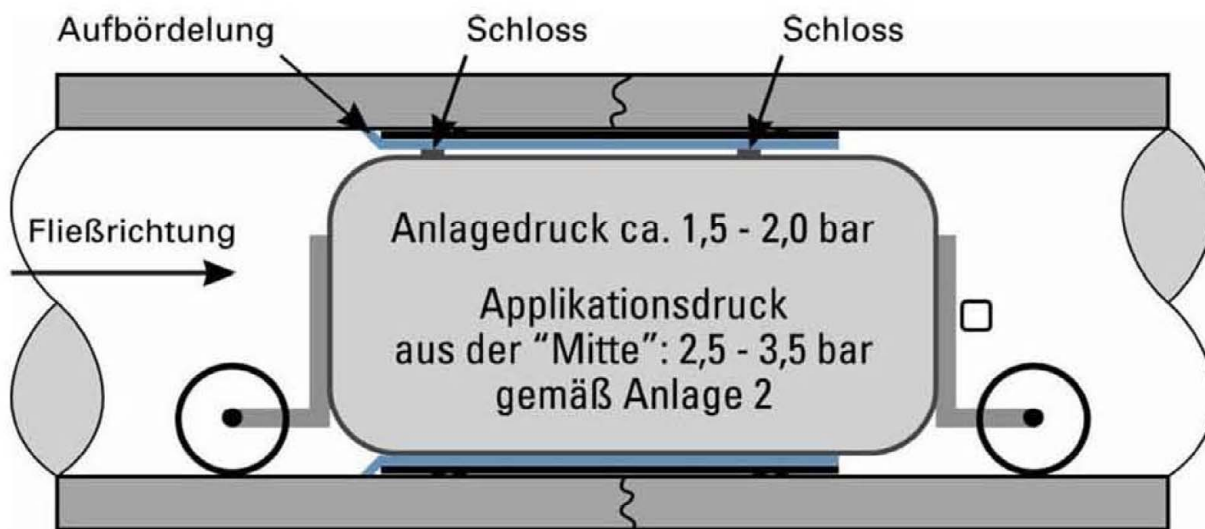 Aufbördelung
Schloss
Schloss
Fließrichtung
Anlagedruck ca. 1,5 - 2,0 bar
Applikationsdruck
aus der “Mitte”: 2,5 - 3,5 bar
gemäß Anlage 2